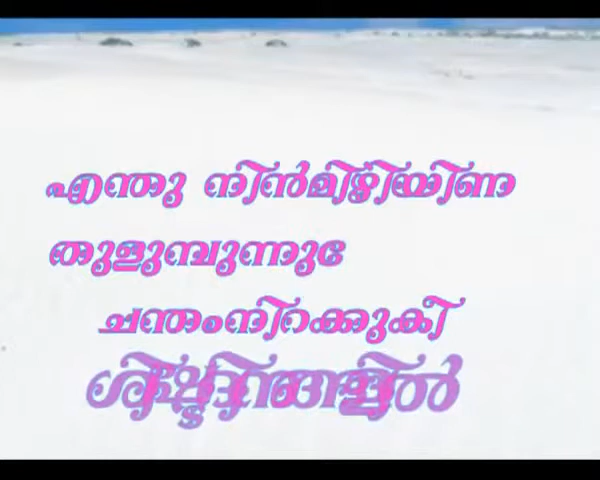 എന്തു നിൻമിഴിയിണ
തുളുമ്പുന്നുേ
ചന്തംനിറക്കുകീ
ശിഷ്ടദിനങ്ങളിൽ